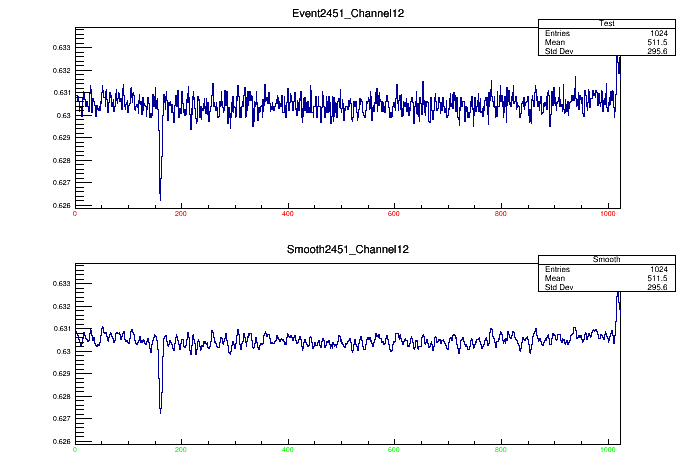 Event2451_Channel12
Test
Entries 1024
Mean 511.5
Std Dev 295.6
0.633
0.632
0.631
0.63
0.629
0.628
0.627
0.626
0 200 400 600 800 1000
Smooth2451_Channel12
Smooth
Entries 1024
Mean 511.5
Std Dev 295.6
0.633
0.632
0.631
0.63
0.629
0.628
0.627
0.626
0 200 400 600 800 1000